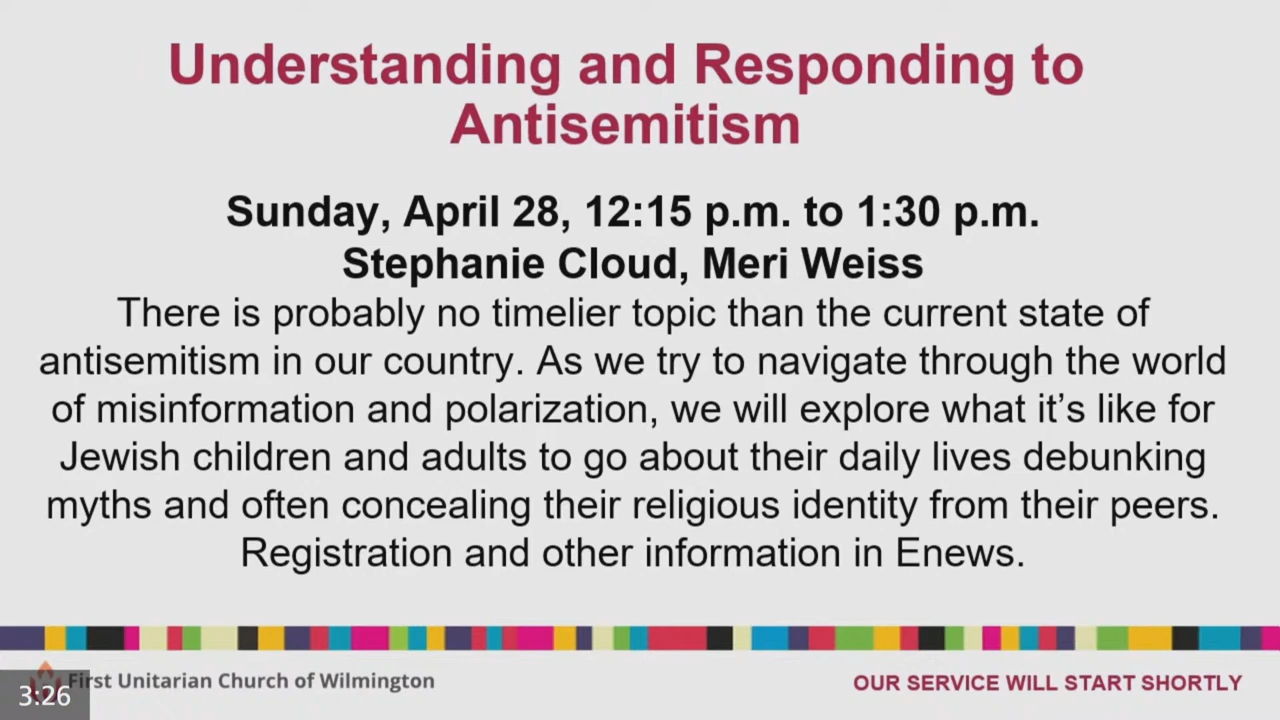 Understanding and Responding to
Antisemitism
Sunday, April 28, 12:15 p.m. to 1:30 p.m.
Stephanie Cloud, Meri Weiss
There is probably no timelier topic than the current state of
antisemitism in our country. As we try to navigate through the world
of misinformation and polarization, we will explore what it’s like for
Jewish children and adults to go about their daily lives debunking
myths and often concealing their religious identity from their peers.
Registration and other information in Enews.
First Unitarian Church of Wilmington
OUR SERVICE WILL START SHORTLY
3:26